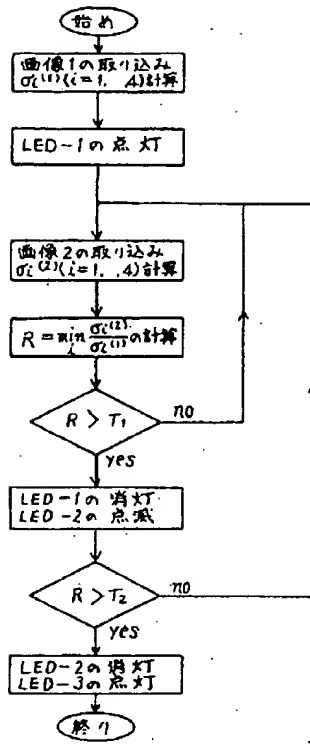 始め
画像1の取り込み
σi⁽¹⁾(i=1, 4)計算
LED-1の点灯
画像2の取り込み
σi⁽²⁾(i=1, ,4)計算
R=min i σi⁽²⁾/σi⁽¹⁾の計算
R>T₁
no
yes
LED-1の消灯
LED-2の点滅
R>T₂
no
yes
LED-2の消灯
LED-3の点灯
終り